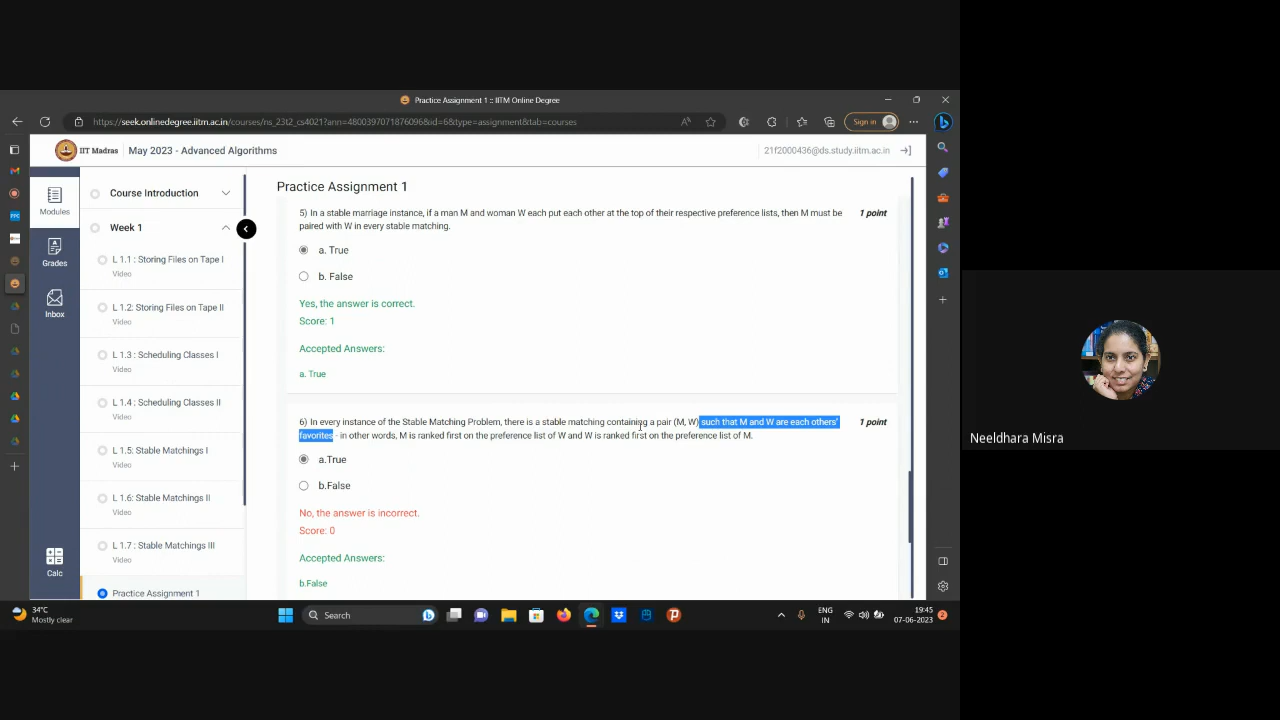 Practice Assignment 1 :: IITM Online Degree
https://seek.onlinedegree.iitm.ac.in/courses/ns_23t2_cs4021?ann=48003970718769096&id=6&type=assignment&tab=courses
Sign in
IIT Madras
May 2023 - Advanced Algorithms
21f2000436@ds.study.iitm.ac.in
Modules
Grades
Inbox
Calc
Course Introduction
Week 1
L 1.1 : Storing Files on Tape I
Video
L 1.2: Storing Files on Tape II
Video
L 1.3 : Scheduling Classes I
Video
L 1.4 : Scheduling Classes II
Video
L 1.5: Stable Matchings I
Video
L 1.6: Stable Matchings II
Video
L 1.7 : Stable Matchings III
Video
Practice Assignment 1
Practice Assignment 1
5) In a stable marriage instance, if a man M and woman W each put each other at the top of their respective preference lists, then M must be
paired with W in every stable matching.
1 point
a. True
b. False
Yes, the answer is correct.
Score: 1
Accepted Answers:
a. True
6) In every instance of the Stable Matching Problem, there is a stable matching containing a pair (M, W) such that M and W are each others'
favorites - in other words, M is ranked first on the preference list of W and W is ranked first on the preference list of M.
1 point
a.True
b.False
No, the answer is incorrect.
Score: 0
Accepted Answers:
b.False
34°C
Mostly clear
Search
ENG
IN
19:45
07-06-2023
2
Neeldhara Misra